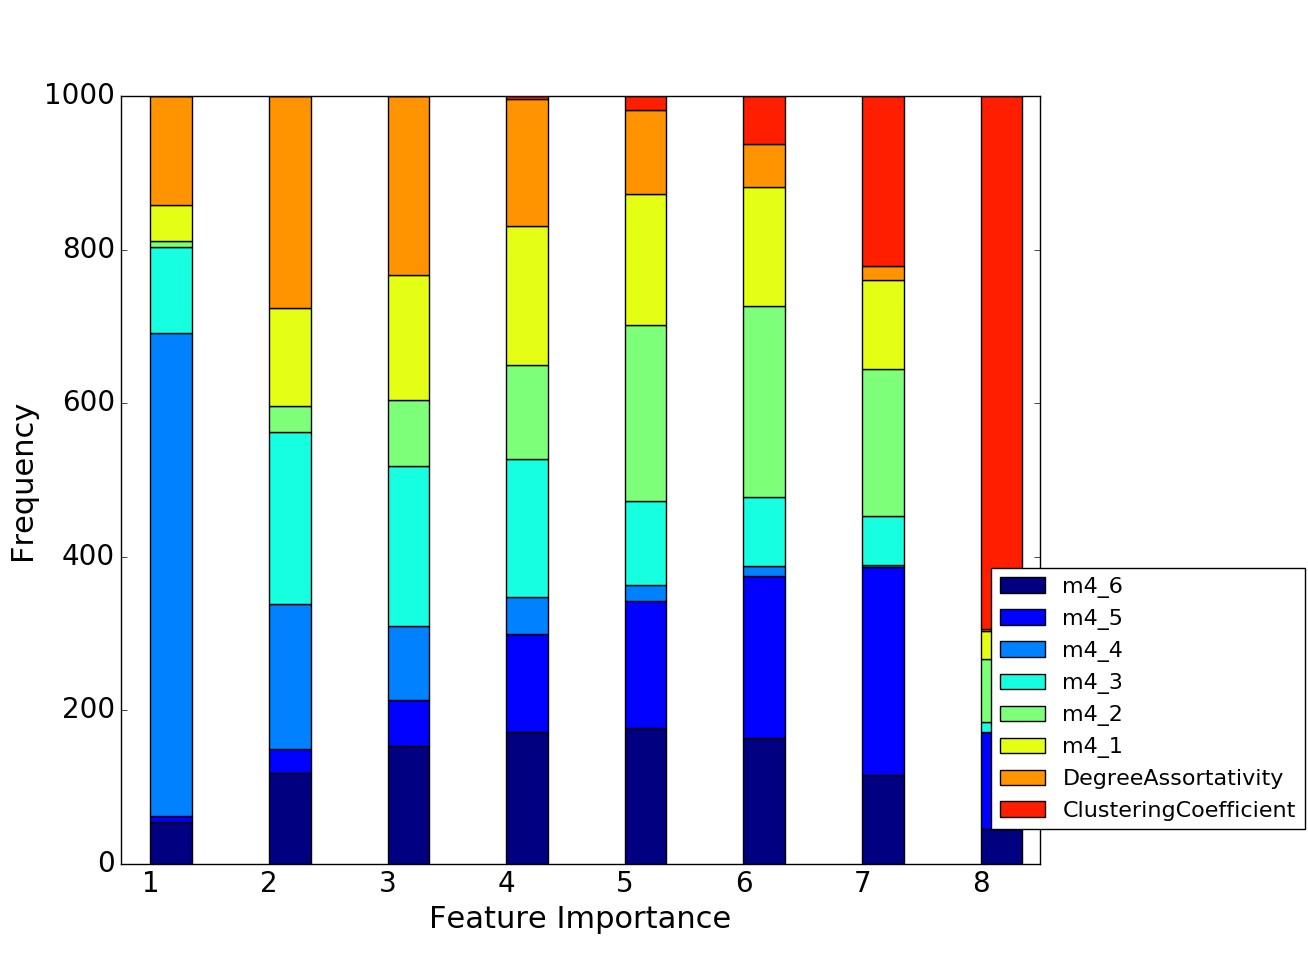 1000
800
600
400
200
0
Frequency
1 2 3 4 5 6 7 8
Feature Importance
m4_6
m4_5
m4_4
m4_3
m4_2
m4_1
DegreeAssortativity
ClusteringCoefficient